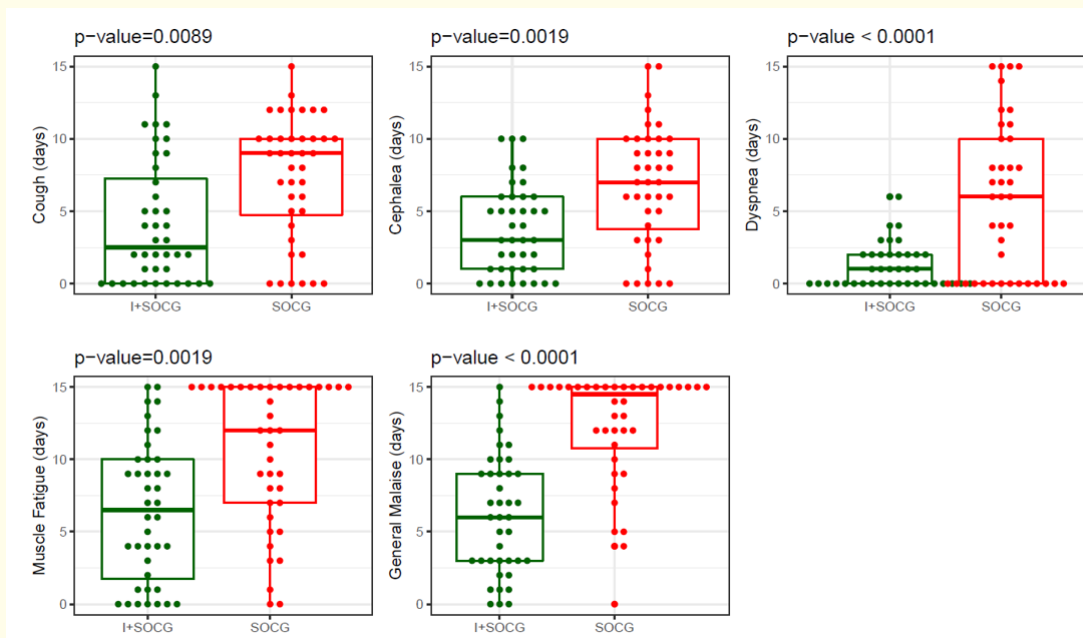 p-value=0.0089
15
10
5
0
Cough (days)
I+SOCG
SOCG
p-value=0.0019
15
10
5
0
Cephalea (days)
I+SOCG
SOCG
p-value < 0.0001
15
10
5
0
Dyspnea (days)
I+SOCG
SOCG
p-value=0.0019
15
10
5
0
Muscle Fatigue (days)
I+SOCG
SOCG
p-value < 0.0001
15
10
5
0
General Malaise (days)
I+SOCG
SOCG